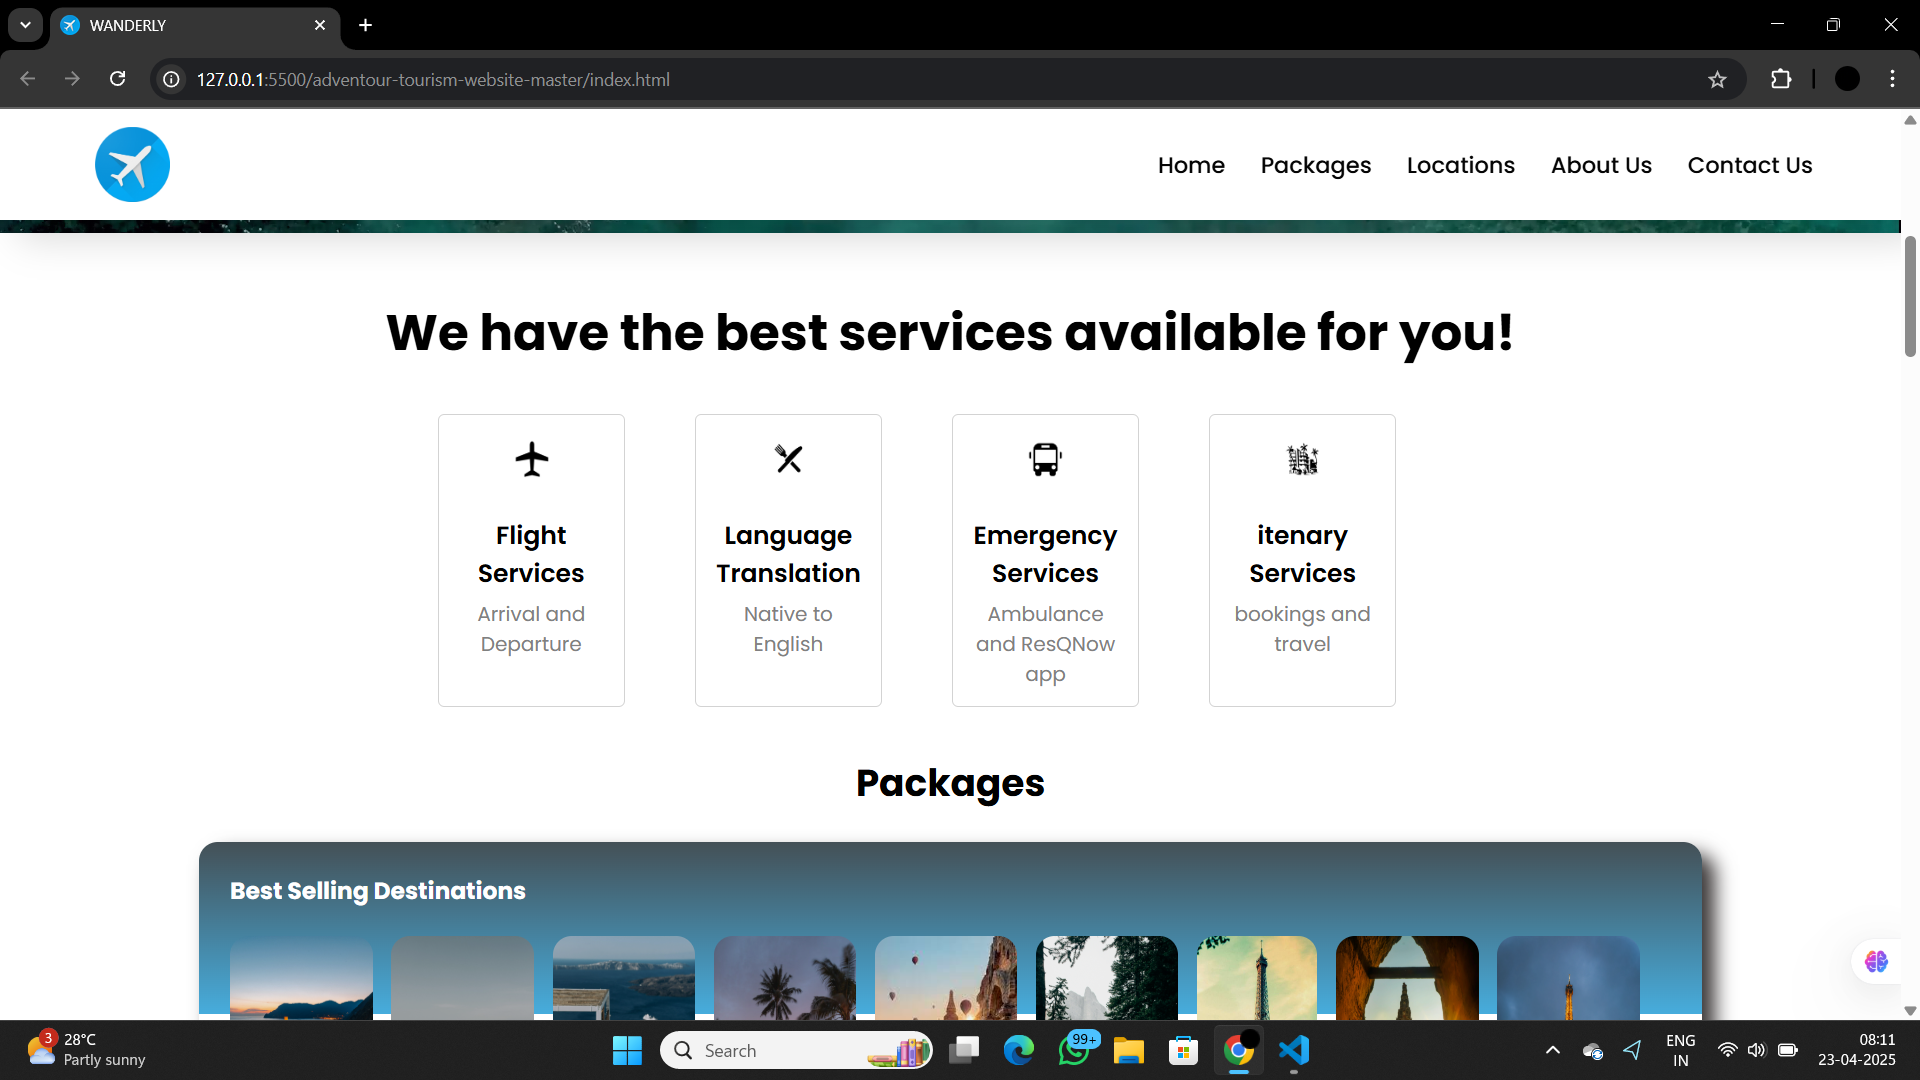 WANDERLY
127.0.0.1:5500/adventour-tourism-website-master/index.html
Home Packages Locations About Us Contact Us
We have the best services available for you!
Flight
Services
Arrival and
Departure
Language
Translation
Native to
English
Emergency
Services
Ambulance
and ResQNow
app
itenary
Services
bookings and
travel
Packages
Best Selling Destinations
3
28°C
Partly sunny
Search
99+
ENG
IN
08:11
23-04-2025